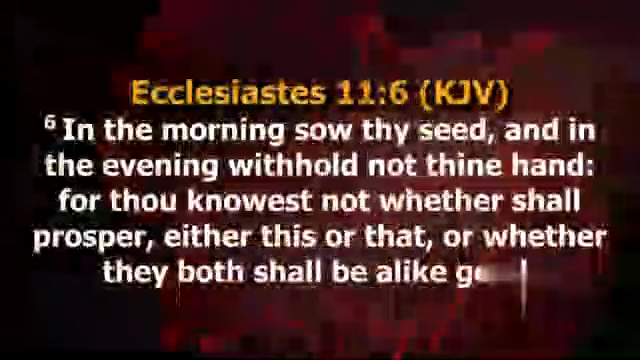 Ecclesiastes 11:6 (KJV)
6 In the morning sow thy seed, and in
the evening withhold not thine hand:
for thou knowest not whether shall
prosper, either this or that, or whether
they both shall be alike